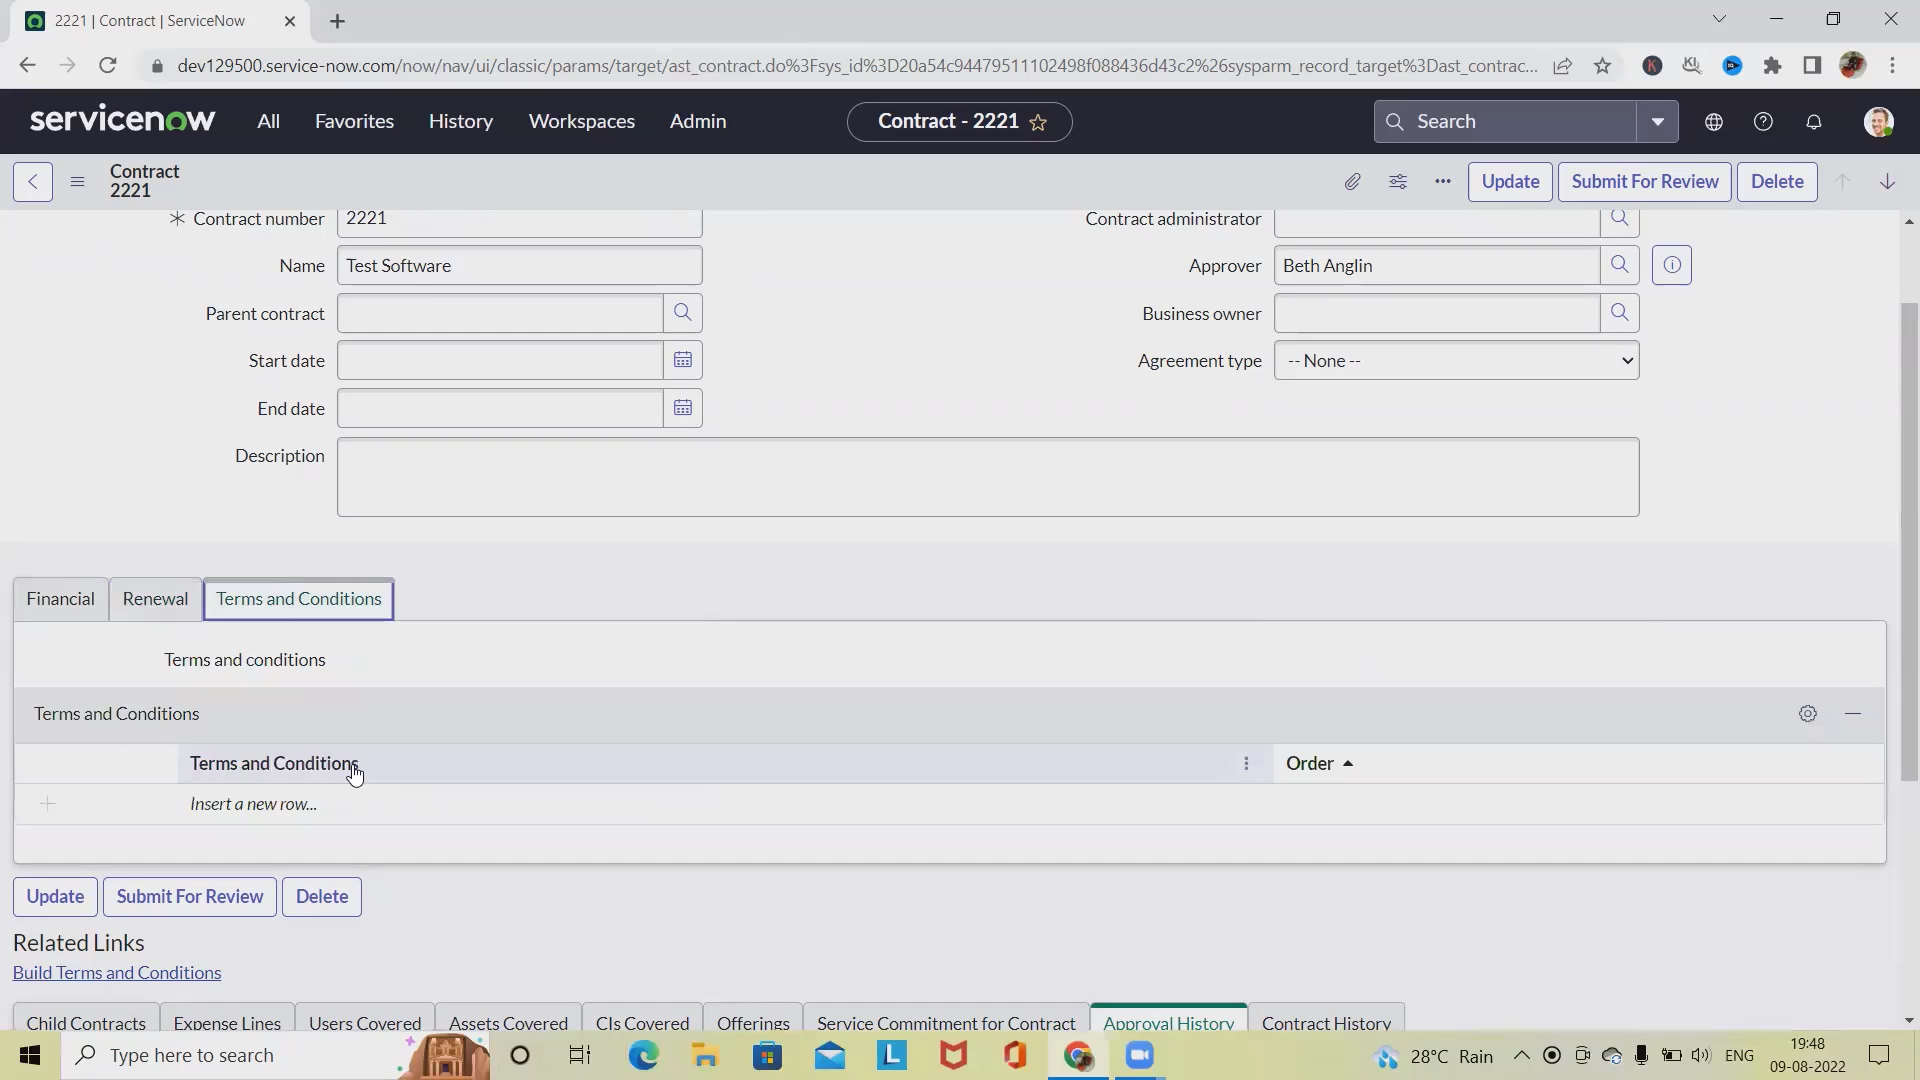 2221 | Contract | ServiceNow
dev129500.service-now.com/now/nav/ui/classic/params/target/ast_contract.do%3Fsys_id%3D20a54c94479511102498f088436d43c2%26sysparm_record_target%3Dast_contrac...
servicenow All Favorites History Workspaces Admin Contract - 2221 Search
Contract
2221
Update Submit For Review Delete
Contract number 2221 Contract administrator
Name Test Software Approver Beth Anglin
Parent contract Business owner
Start date Agreement type -- None --
End date
Description
Financial Renewal Terms and Conditions
Terms and conditions
Terms and Conditions
Terms and Conditions Order
Insert a new row...
Update Submit For Review Delete
Related Links
Build Terms and Conditions
Child Contracts Expense Lines Users Covered Assets Covered CIs Covered Offerings Service Commitment for Contract Approval History Contract History
Type here to search 28°C Rain ENG 19:48
09-08-2022